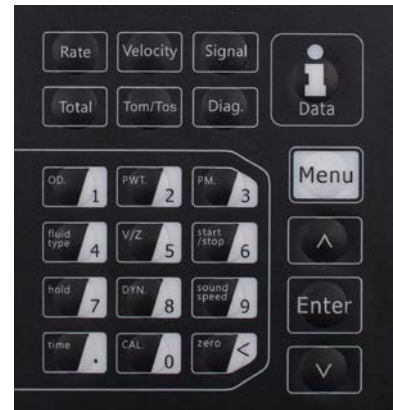 Rate Velocity Signal
Total Tom/Tos Diag.
i
Data
Menu
OD. 1 PWT. 2 PM. 3
fluid type 4 V/Z 5 start /stop 6
hold 7 DYN. 8 sound speed 9
Enter
time . CAL. 0 zero <